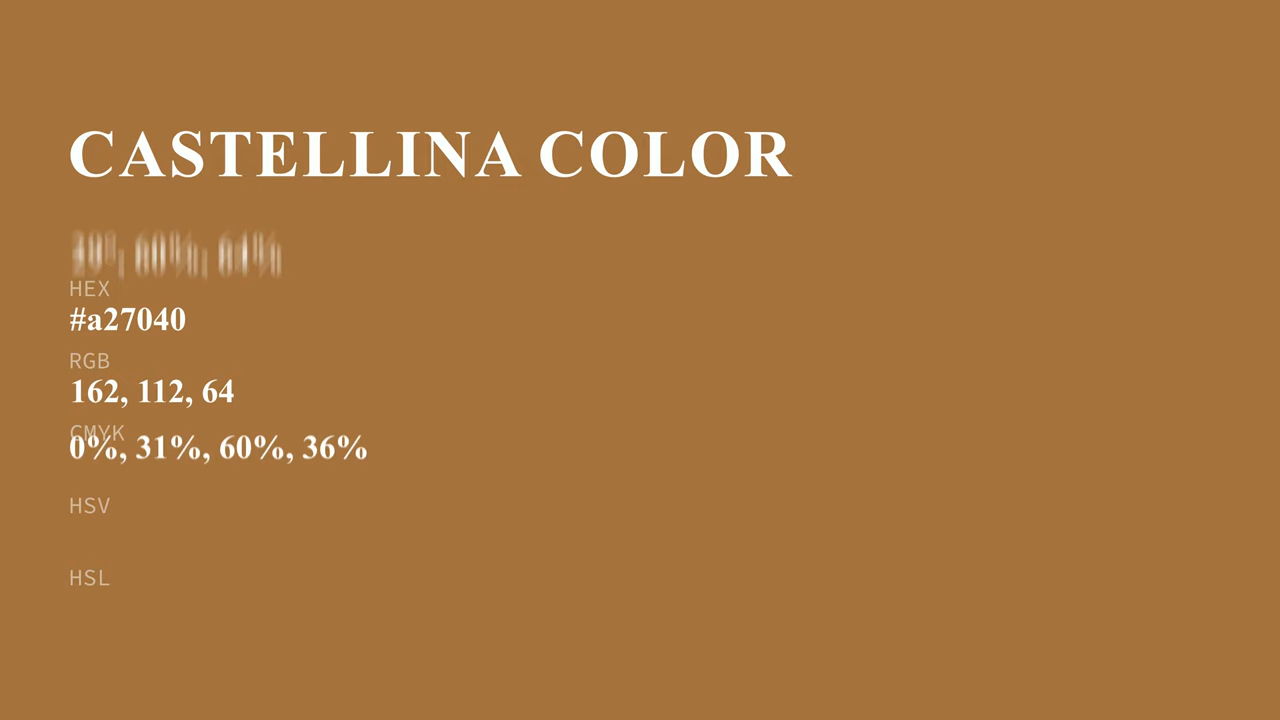 CASTELLINA COLOR
HEX
#a27040
RGB
162, 112, 64
CMYK
0%, 31%, 60%, 36%
HSV
HSL